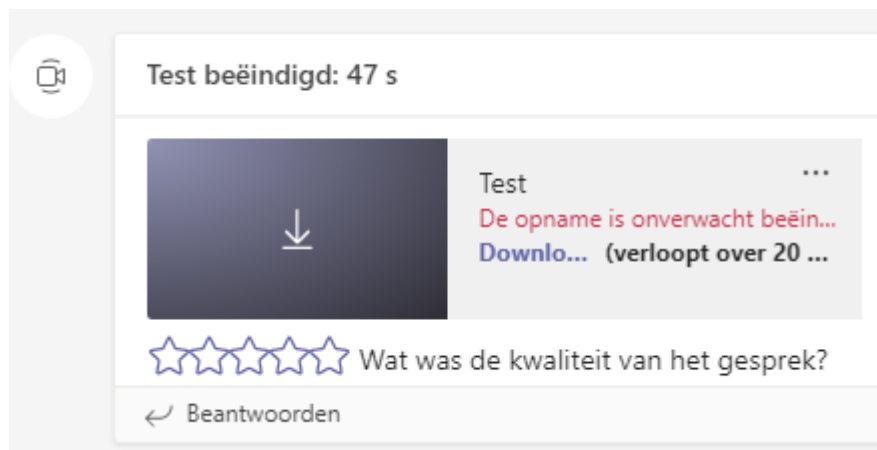 Test beëindigd: 47 s
Test ...
De opname is onverwacht beëin...
Downlo... (verloopt over 20 ...
Wat was de kwaliteit van het gesprek?
Beantwoorden